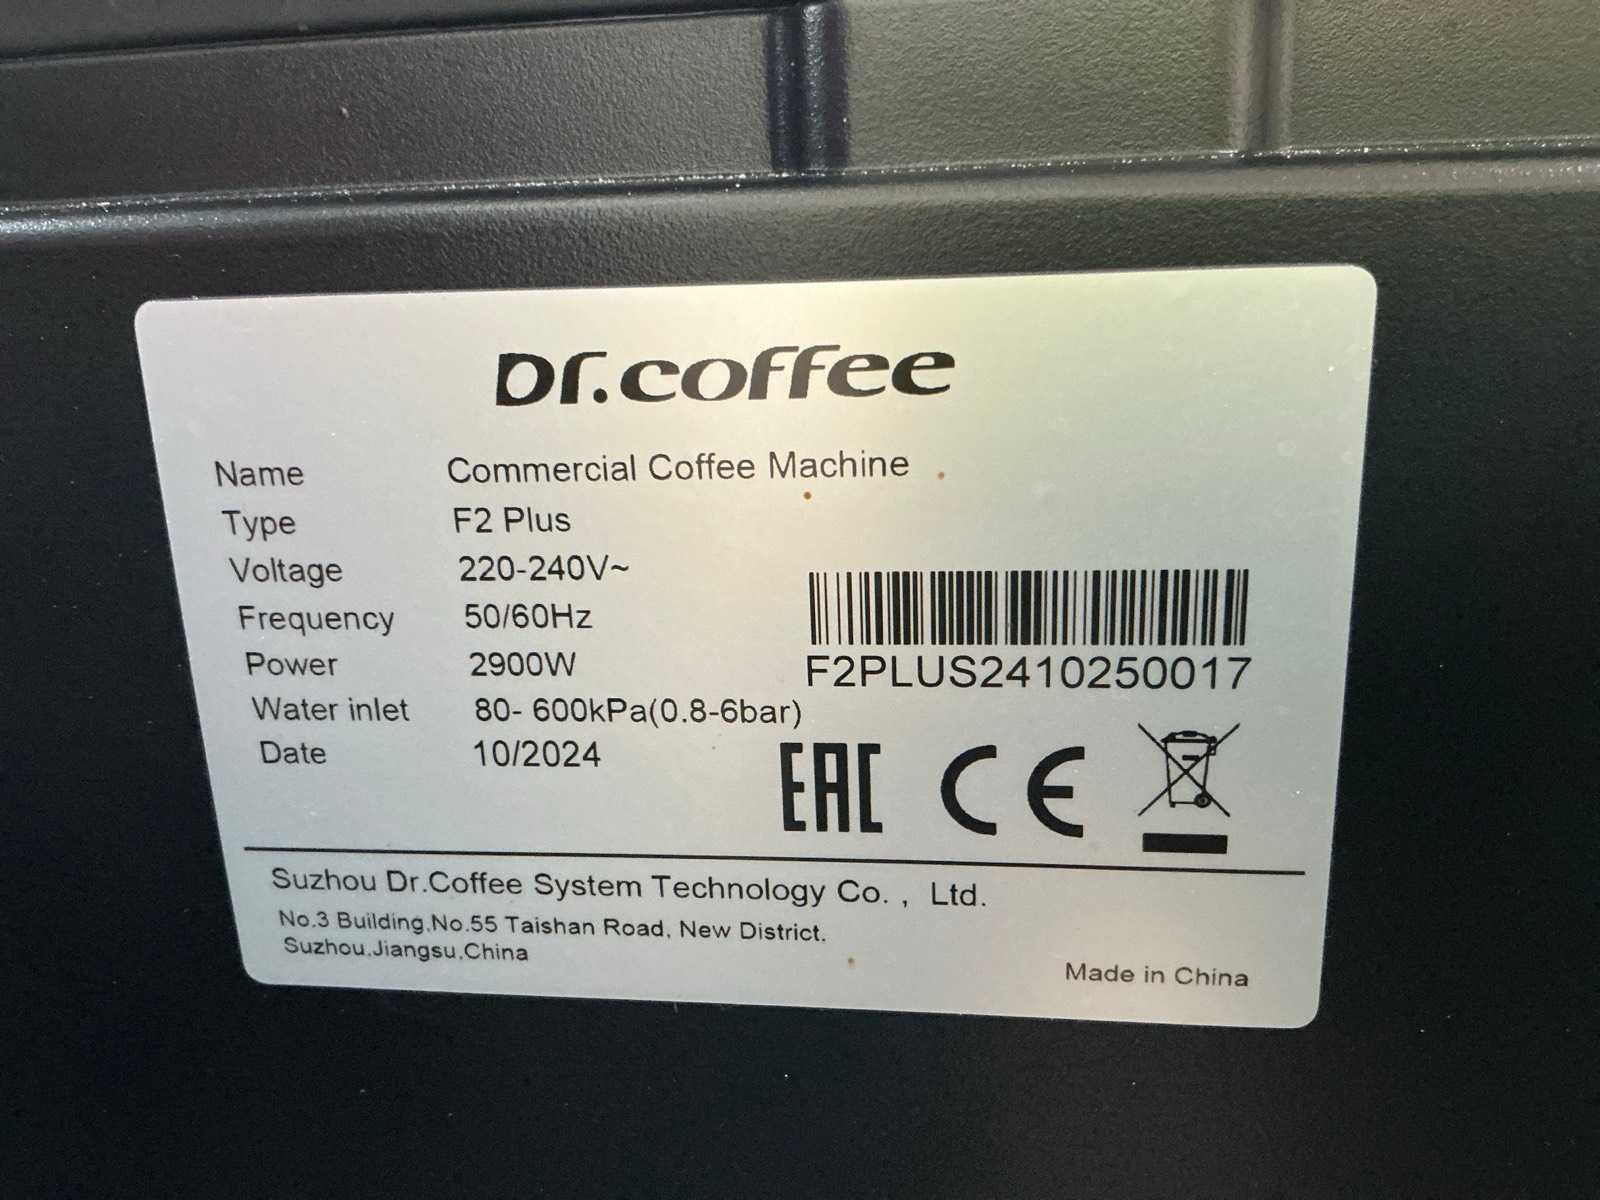 Dr.coffee
Name Commercial Coffee Machine
Type F2 Plus
Voltage 220-240V~
Frequency 50/60Hz
Power 2900W
Water inlet 80- 600kPa(0.8-6bar)
Date 10/2024
F2PLUS2410250017
EAC CE
Suzhou Dr.Coffee System Technology Co. , Ltd.
No.3 Building,No.55 Taishan Road, New District.
Suzhou,Jiangsu,China
Made in China